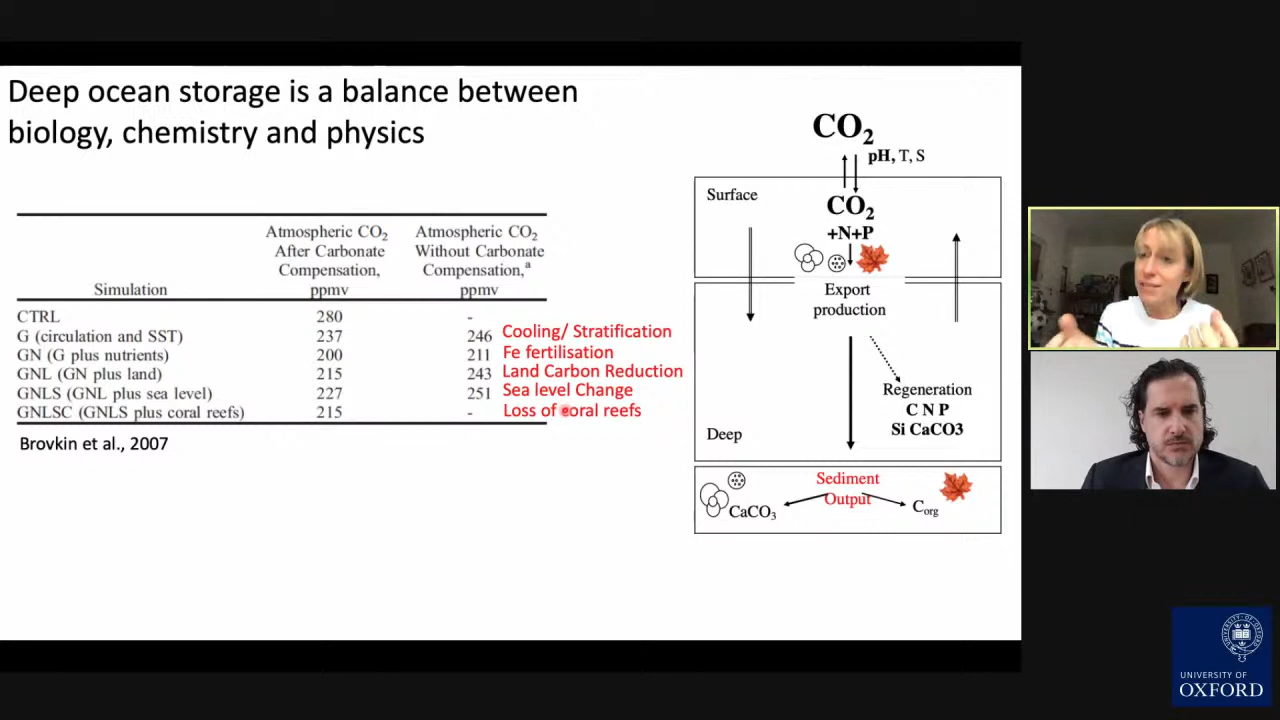 Deep ocean storage is a balance between
biology, chemistry and physics
Atmospheric CO2 Atmospheric CO2
After Carbonate Without Carbonate
Compensation, Compensation,a
Simulation ppmv ppmv
CTRL 280 -
G (circulation and SST) 237 246 Cooling/ Stratification
GN (G plus nutrients) 200 211 Fe fertilisation
GNL (GN plus land) 215 243 Land Carbon Reduction
GNLS (GNL plus sea level) 227 251 Sea level Change
GNLSC (GNLS plus coral reefs) 215 - Loss of coral reefs
Brovkin et al., 2007
CO2
pH, T, S
Surface
CO2
+N+P
Export
production
Regeneration
C N P
Si CaCO3
Deep
Sediment
Output
CaCO3
Corg
UNIVERSITY OF
OXFORD